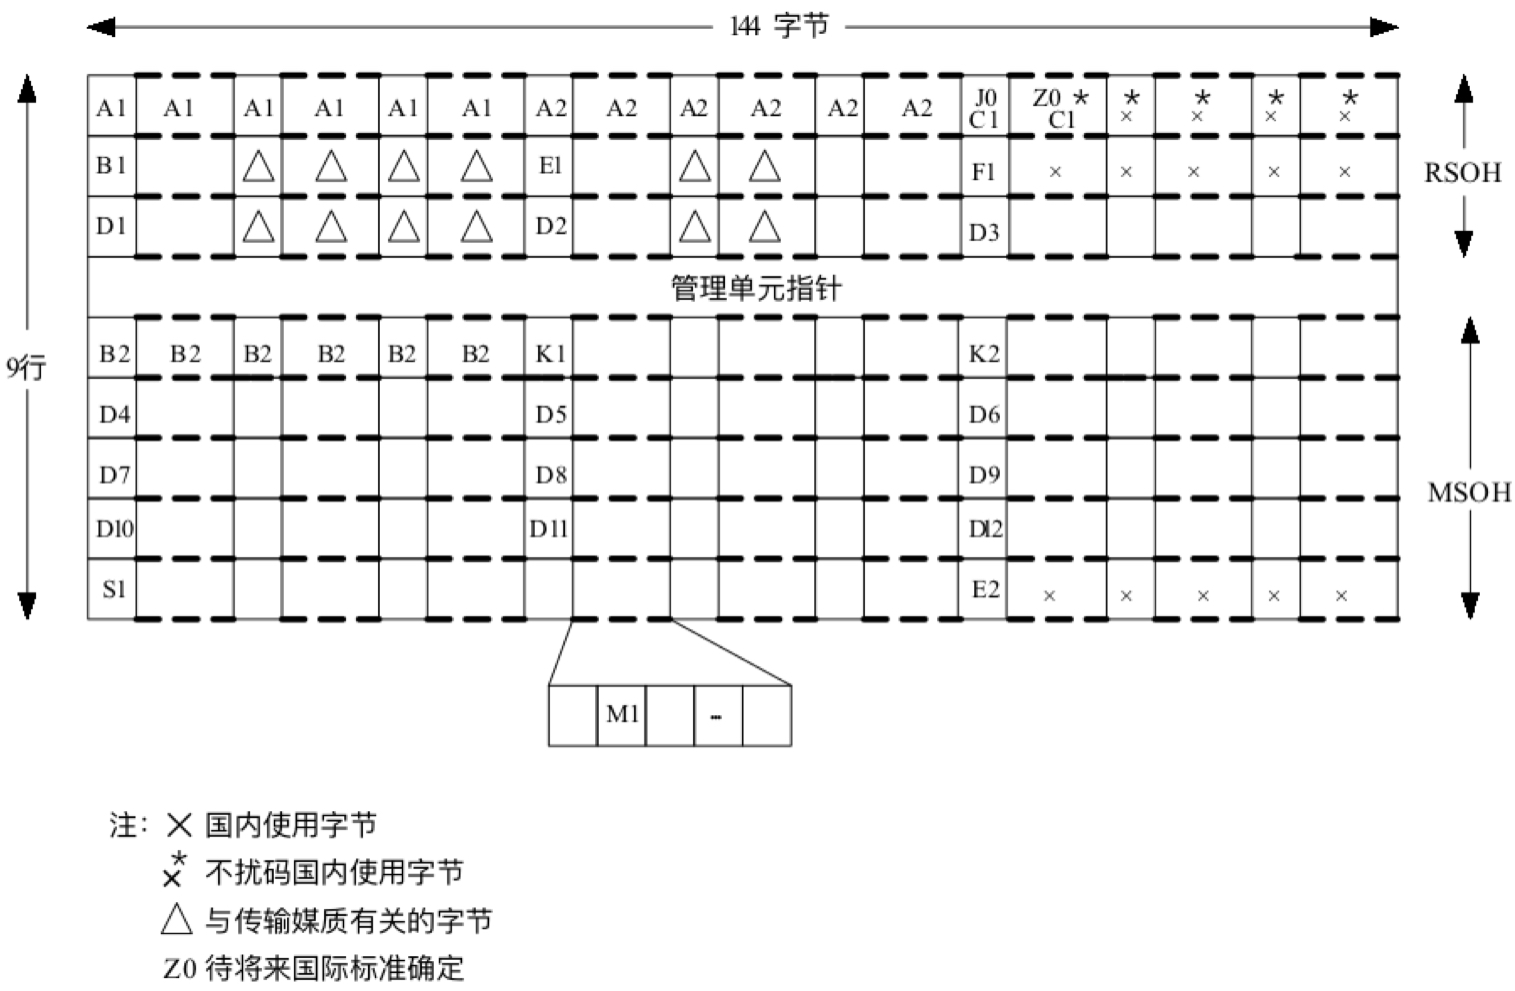 144 字节
A1 A1 A1 A1 A1 A1 A2 A2 A2 A2 A2 A2 J0 Z0 * * * * *
C1 C1 × × × ×
B1 △ △ △ △ E1 △ △ F1 × × × × ×
RSOH
D1 △ △ △ △ D2 △ △ D3
管理单元指针
B2 B2 B2 B2 B2 B2 K1 K2
9行
D4 D5 D6
D7 D8 D9
MSOH
D10 D11 D12
S1 E2 × × × × ×
M1 ...
注: × 国内使用字节
*× 不扰码国内使用字节
△ 与传输媒质有关的字节
Z0 待将来国际标准确定